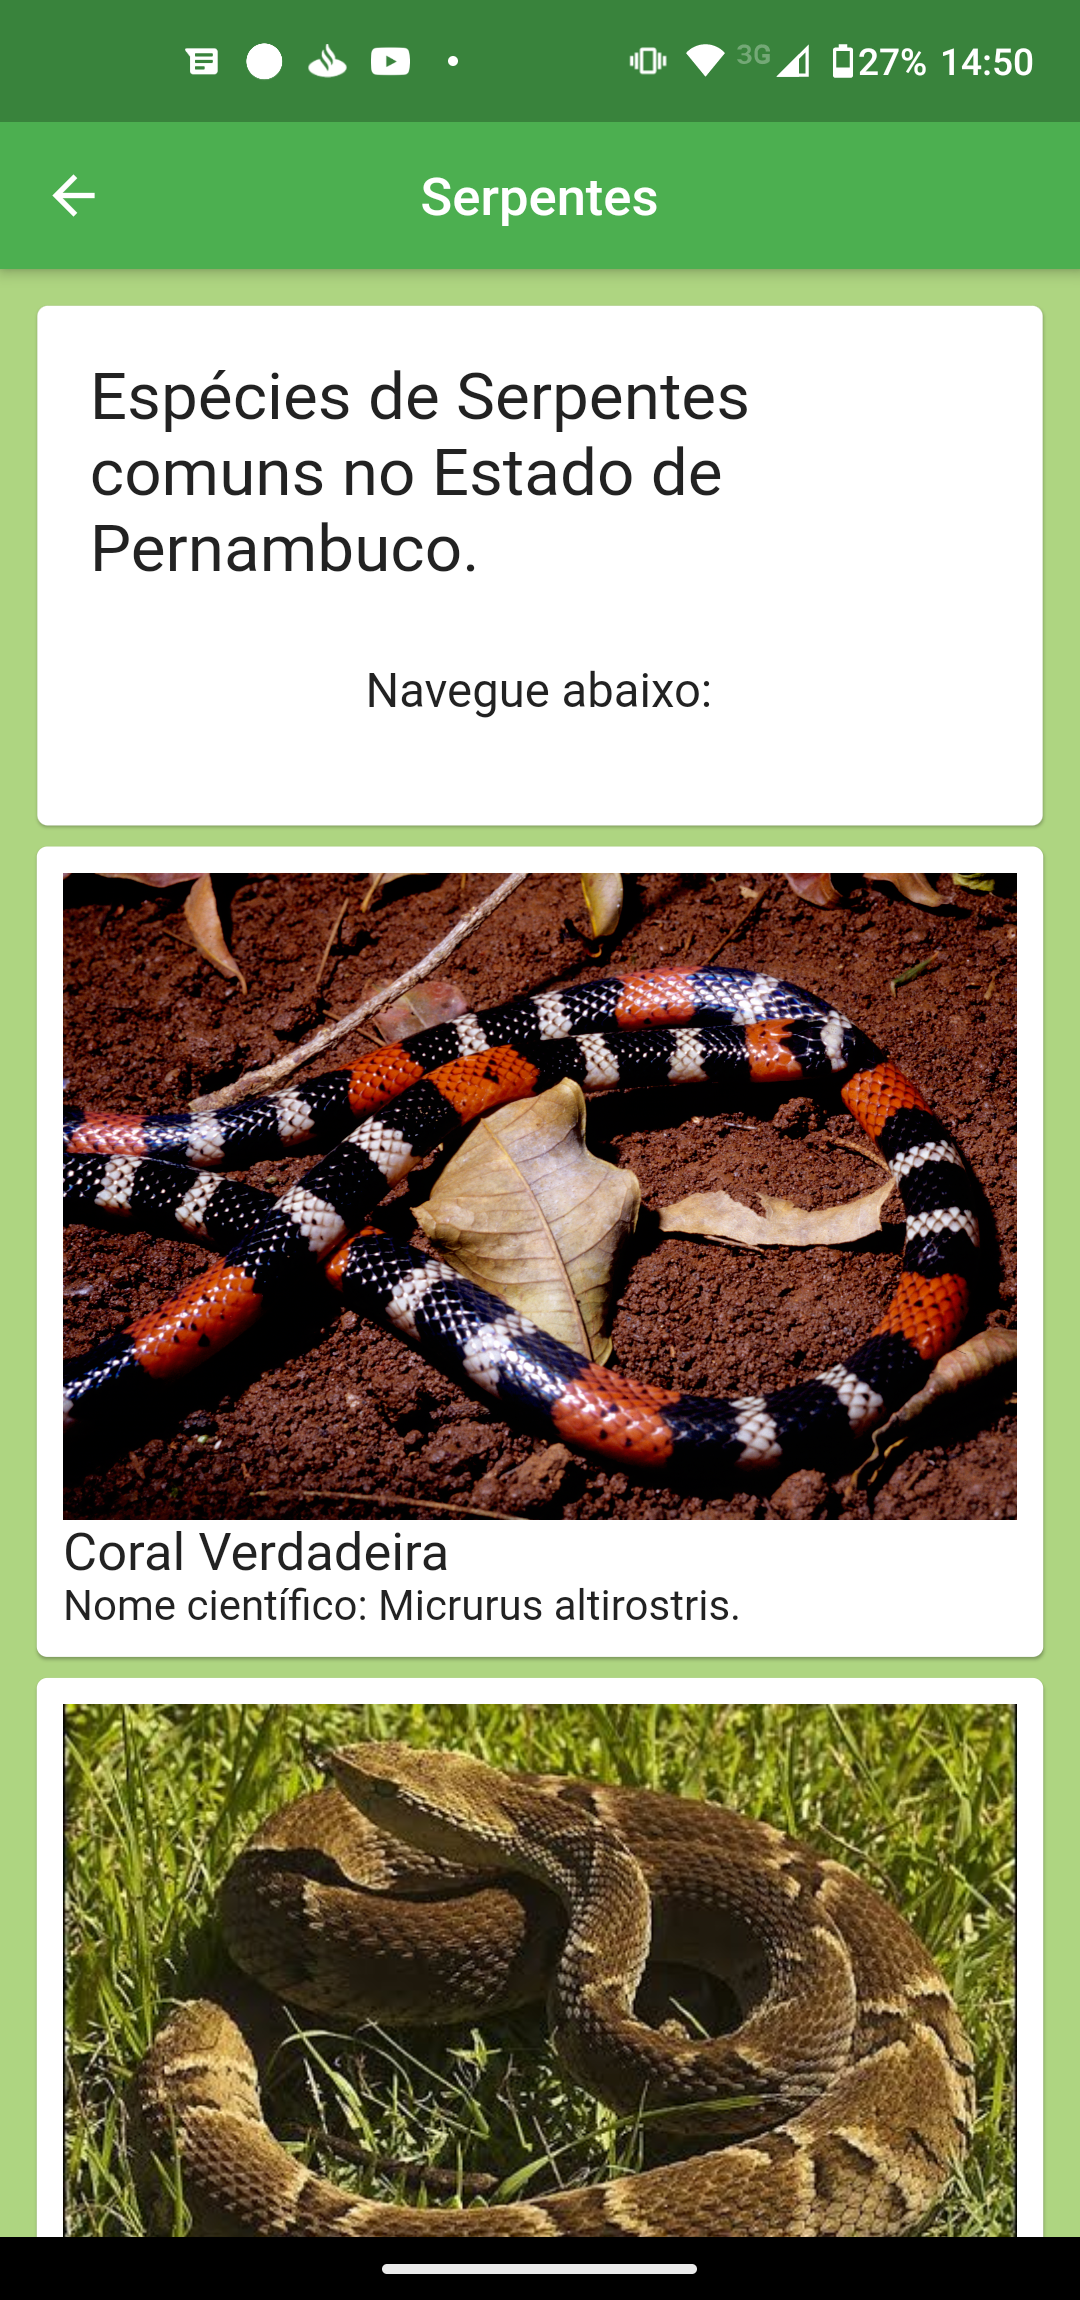 3G 27% 14:50
Serpentes
Espécies de Serpentes
comuns no Estado de
Pernambuco.
Navegue abaixo:
Coral Verdadeira
Nome científico: Micrurus altirostris.